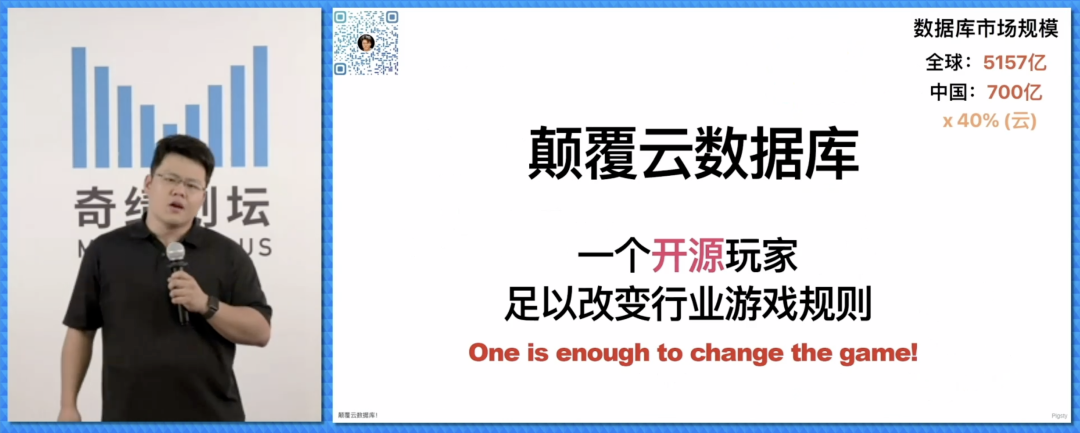 奇绩创坛
数据库市场规模
全球：5157亿
中国：700亿
x 40% (云)
颠覆云数据库
一个开源玩家
足以改变行业游戏规则
One is enough to change the game!
颠覆云数据库！
Pigsty